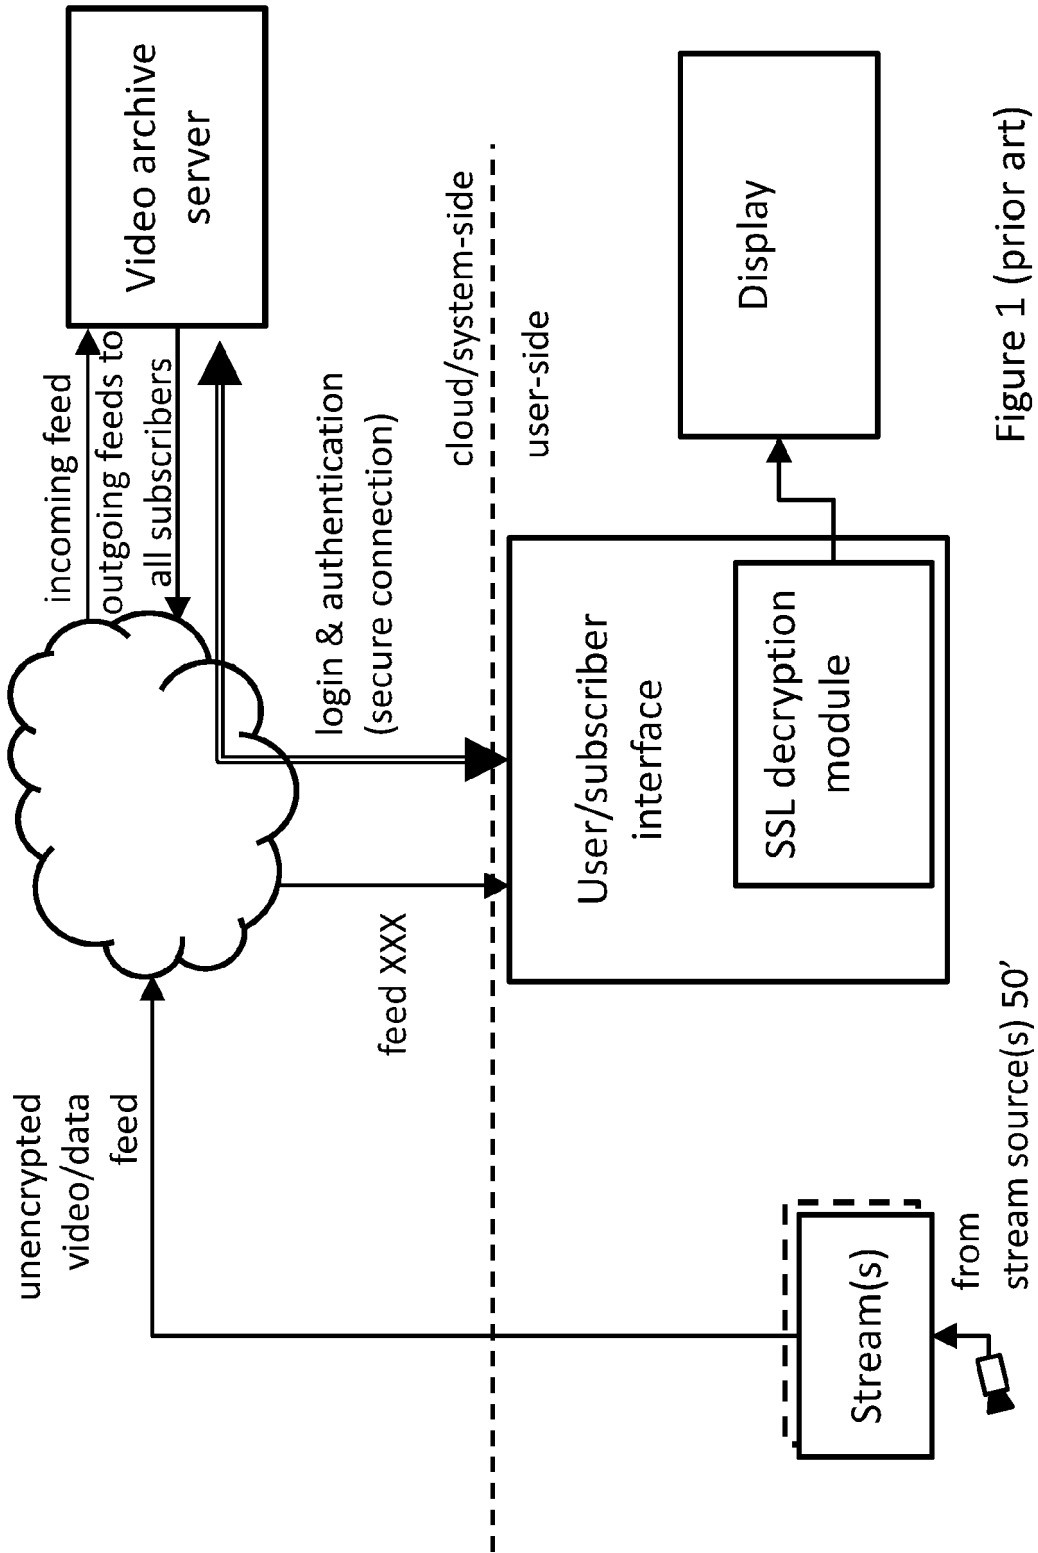 unencrypted
video/data
feed
incoming feed
outgoing feeds to
all subscribers
Video archive
server
login & authentication
(secure connection)
feed XXX
cloud/system-side
user-side
User/subscriber
interface
SSL decryption
module
Display
Stream(s)
from
stream source(s) 50’
Figure 1 (prior art)